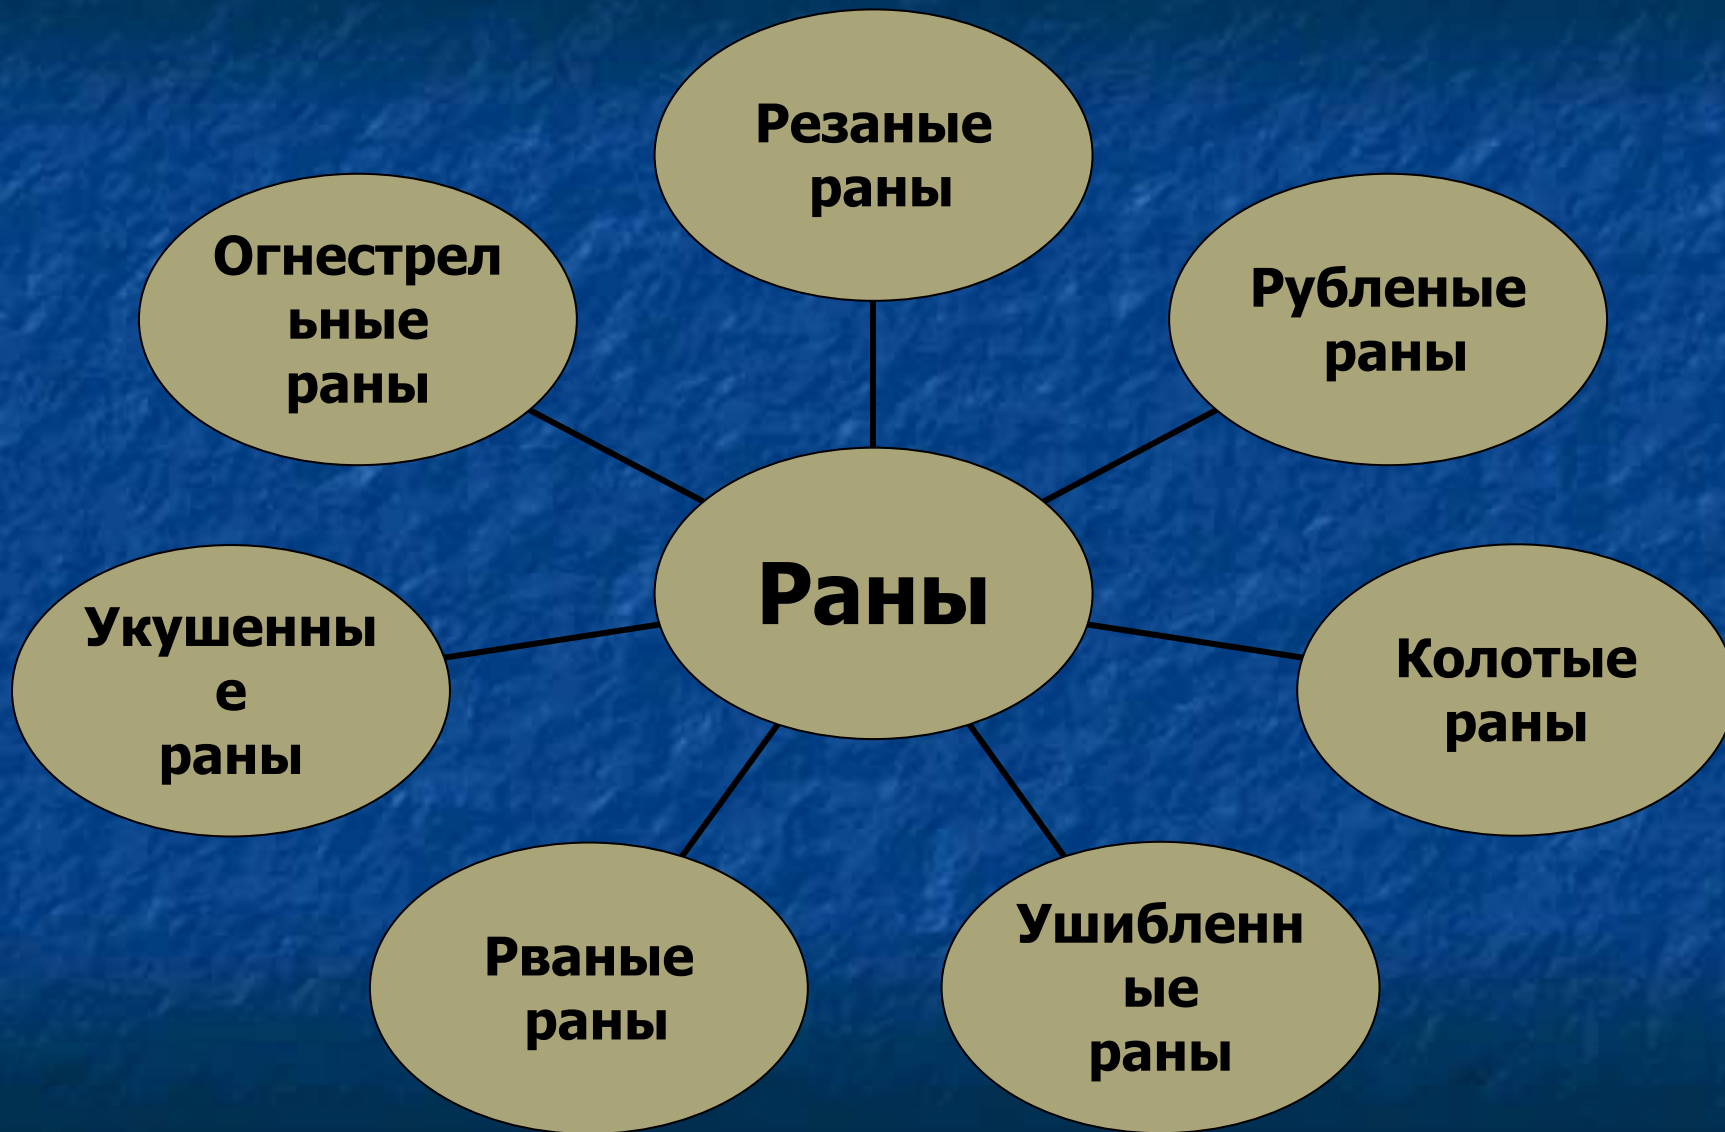 Резаные
раны
Огнестрел
ьные
раны
Рубленые
раны
Раны
Укушенны
е
раны
Колотые
раны
Рваные
раны
Ушибленн
ые
раны